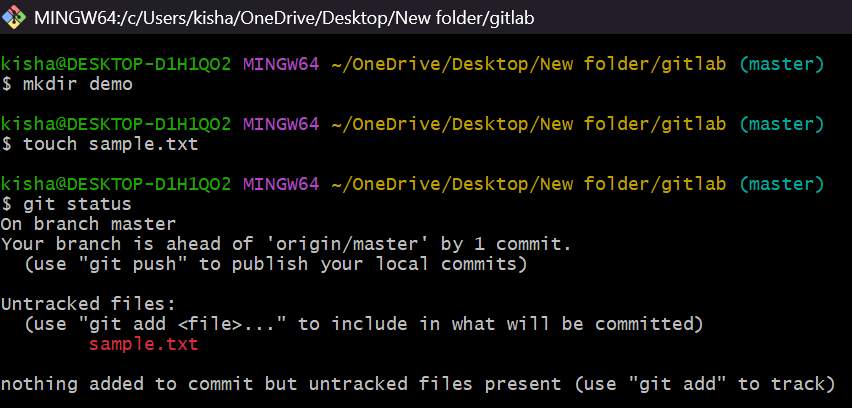 MINGW64:/c/Users/kisha/OneDrive/Desktop/New folder/gitlab
kisha@DESKTOP-D1H1QO2 MINGW64 ~/OneDrive/Desktop/New folder/gitlab (master)
$ mkdir demo
kisha@DESKTOP-D1H1QO2 MINGW64 ~/OneDrive/Desktop/New folder/gitlab (master)
$ touch sample.txt
kisha@DESKTOP-D1H1QO2 MINGW64 ~/OneDrive/Desktop/New folder/gitlab (master)
$ git status
On branch master
Your branch is ahead of 'origin/master' by 1 commit.
  (use "git push" to publish your local commits)
Untracked files:
  (use "git add <file>..." to include in what will be committed)
        sample.txt
nothing added to commit but untracked files present (use "git add" to track)